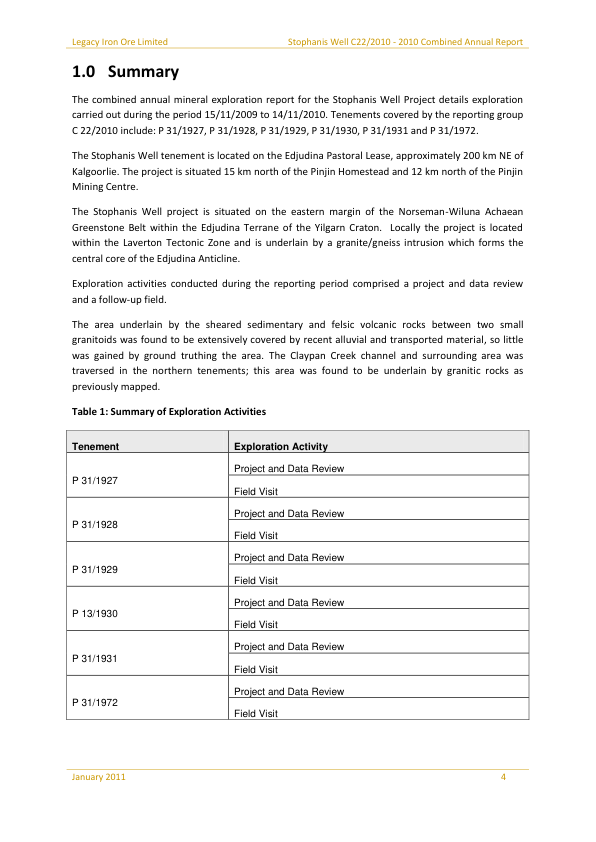 Legacy Iron Ore Limited
Stophanis Well C22/2010 - 2010 Combined Annual Report
1.0 Summary
The combined annual mineral exploration report for the Stophanis Well Project details exploration
carried out during the period 15/11/2009 to 14/11/2010. Tenements covered by the reporting group
C 22/2010 include: P 31/1927, P 31/1928, P 31/1929, P 31/1930, P 31/1931 and P 31/1972.
The Stophanis Well tenement is located on the Edjudina Pastoral Lease, approximately 200 km NE of
Kalgoorlie. The project is situated 15 km north of the Pinjin Homestead and 12 km north of the Pinjin
Mining Centre.
The Stophanis Well project is situated on the eastern margin of the Norseman-Wiluna Achaean
Greenstone Belt within the Edjudina Terrane of the Yilgarn Craton. Locally the project is located
within the Laverton Tectonic Zone and is underlain by a granite/gneiss intrusion which forms the
central core of the Edjudina Anticline.
Exploration activities conducted during the reporting period comprised a project and data review
and a follow-up field.
The area underlain by the sheared sedimentary and felsic volcanic rocks between two small
granitoids was found to be extensively covered by recent alluvial and transported material, so little
was gained by ground truthing the area. The Claypan Creek channel and surrounding area was
traversed in the northern tenements; this area was found to be underlain by granitic rocks as
previously mapped.
Table 1: Summary of Exploration Activities
Tenement
Exploration Activity
P 31/1927
Project and Data Review
Field Visit
P 31/1928
Project and Data Review
Field Visit
P 31/1929
Project and Data Review
Field Visit
P 13/1930
Project and Data Review
Field Visit
P 31/1931
Project and Data Review
Field Visit
P 31/1972
Project and Data Review
Field Visit
January 2011
4